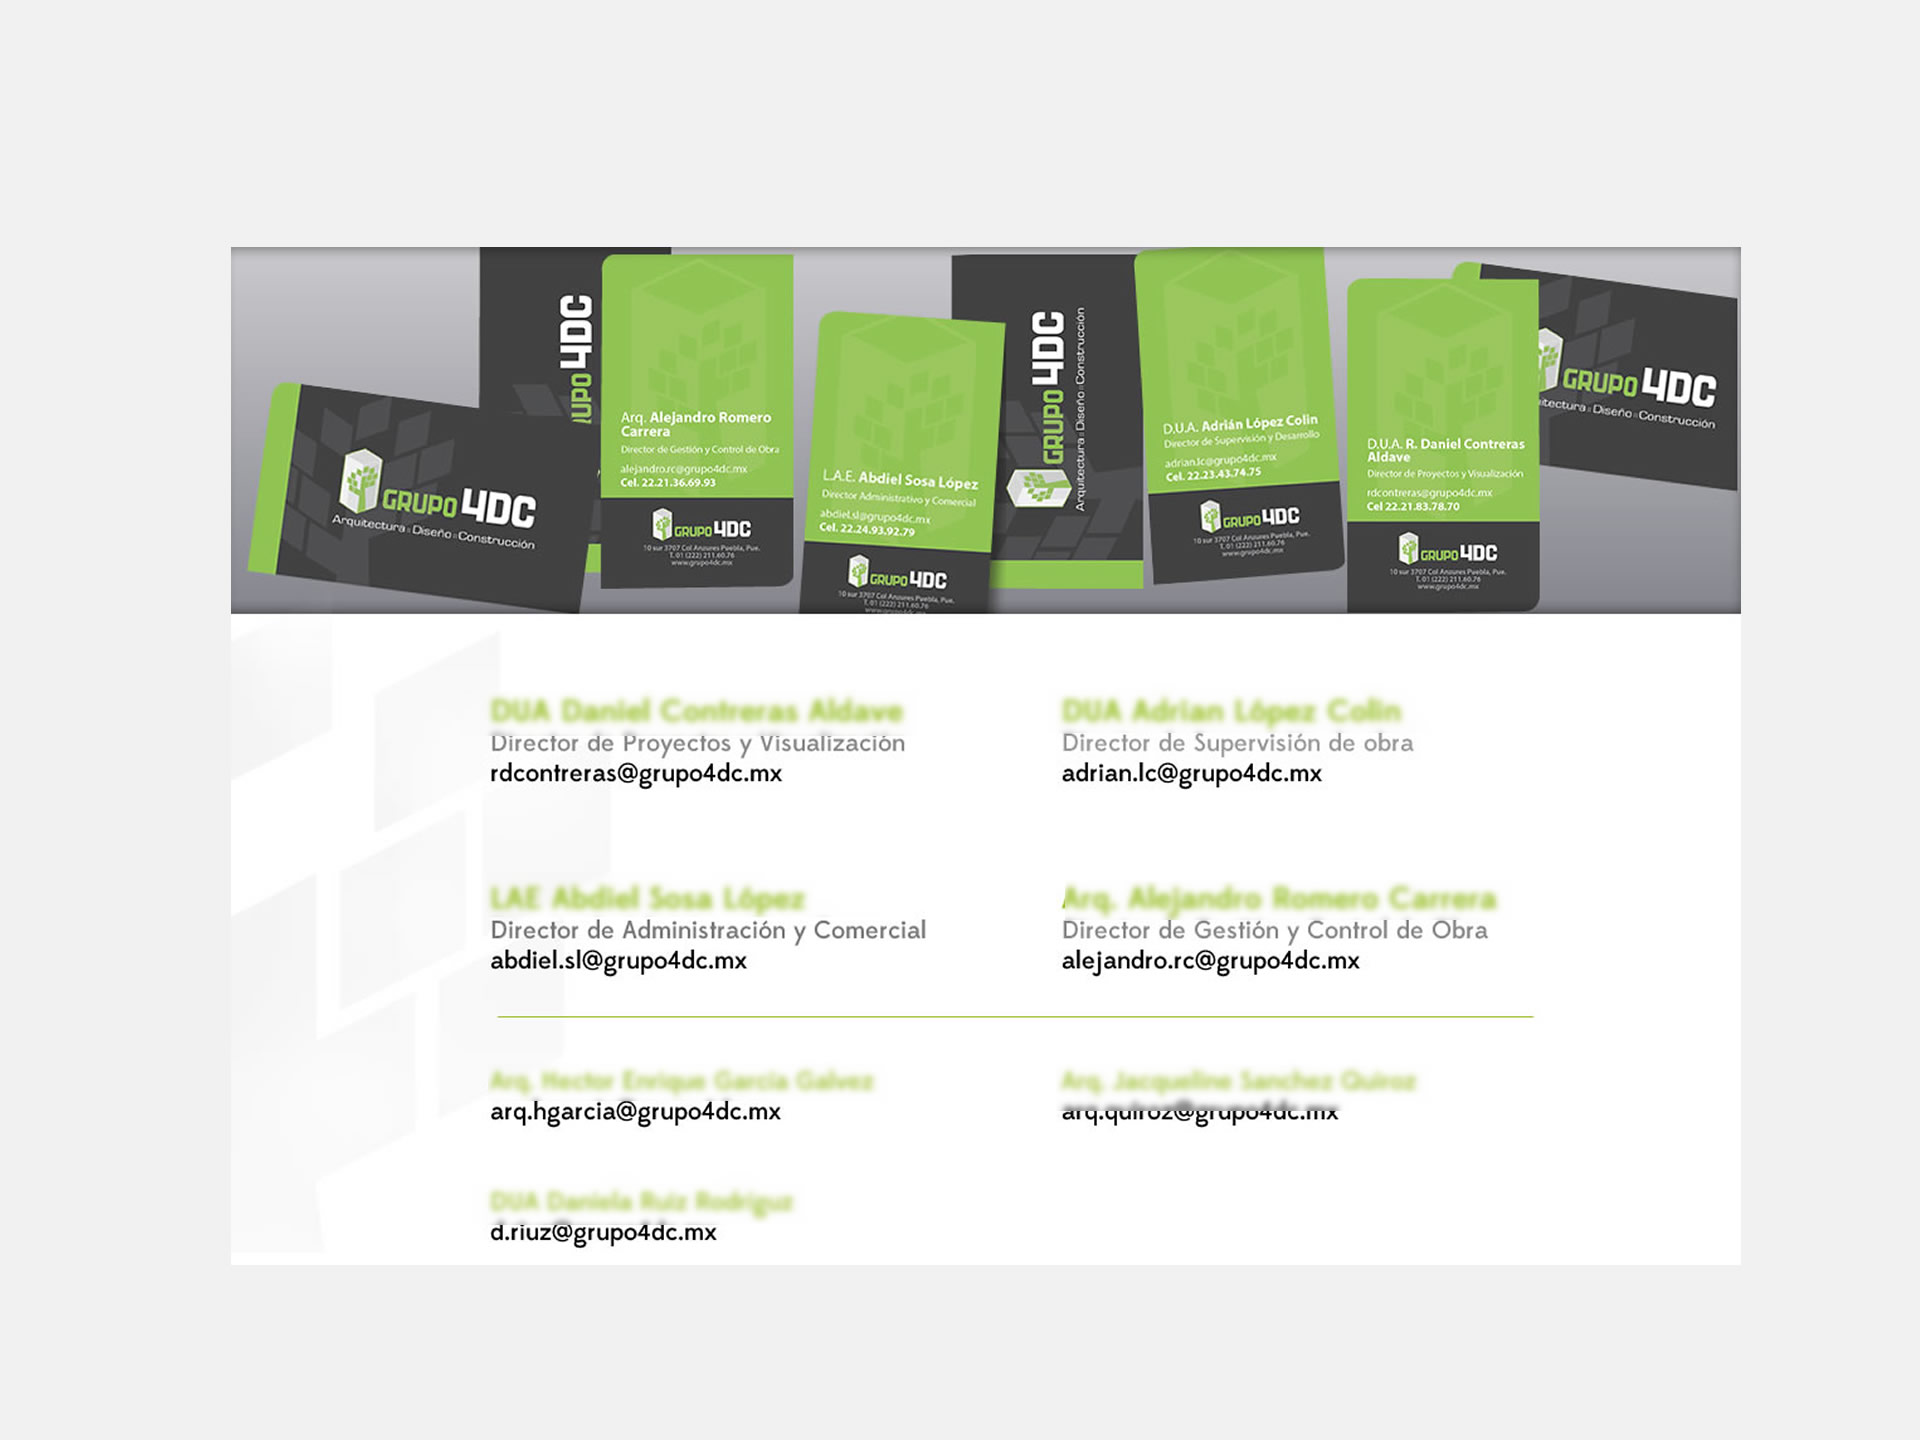 GRUPO 4DC
Arquitectura :: Diseño :: Construcción
RUPO 4DC
Arq. Alejandro Romero
Carrera
Director de Gestión y Control de Obra
alejandro.rc@grupo4dc.mx
Cel. 22.21.36.69.93
GRUPO 4DC
10 sur 3707 Col Anzures Puebla, Pue.
T. 01 (222) 211.60.76
www.grupo4dc.mx
L.A.E. Abdiel Sosa López
Director Administrativo y Comercial
abdiel.sl@grupo4dc.mx
Cel. 22.24.93.92.79
GRUPO 4DC
10 sur 3707 Col Anzures Puebla, Pue.
T. 01 (222) 211.60.76
www.grupo4dc.mx
GRUPO 4DC
Arquitectura :: Diseño :: Construcción
D.U.A. Adrián López Colin
Director de Supervisión y Desarrollo
adrian.lc@grupo4dc.mx
Cel. 22.23.43.74.75
GRUPO 4DC
10 sur 3707 Col Anzures Puebla, Pue.
T. 01 (222) 211.60.76
www.grupo4dc.mx
D.U.A. R. Daniel Contreras
Aldave
Director de Proyectos y Visualización
rdcontreras@grupo4dc.mx
Cel 22.21.83.78.70
GRUPO 4DC
10 sur 3707 Col Anzures Puebla, Pue.
T. 01 (222) 211.60.76
www.grupo4dc.mx
GRUPO 4DC
itectura :: Diseño :: Construcción
DUA Daniel Contreras Aldave
Director de Proyectos y Visualización
rdcontreras@grupo4dc.mx
DUA Adrian López Colin
Director de Supervisión de obra
adrian.lc@grupo4dc.mx
LAE Abdiel Sosa López
Director de Administración y Comercial
abdiel.sl@grupo4dc.mx
Arq. Alejandro Romero Carrera
Director de Gestión y Control de Obra
alejandro.rc@grupo4dc.mx
Arq. Hector Enrique García Galvez
arq.hgarcia@grupo4dc.mx
Arq. Jacqueline Sanchez Quiroz
arq.quiroz@grupo4dc.mx
DUA Daniela Ruiz Rodriguz
d.riuz@grupo4dc.mx